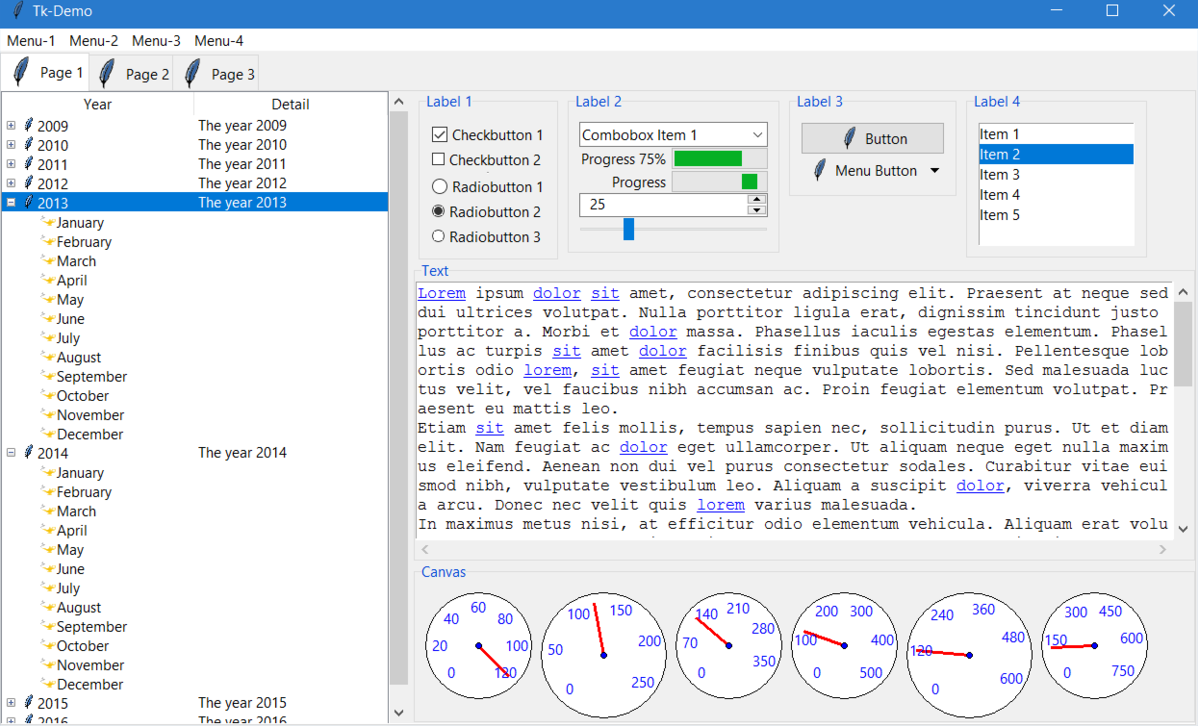 Tk-Demo
Menu-1 Menu-2 Menu-3 Menu-4
Page 1 Page 2 Page 3
Year Detail
2009 The year 2009
2010 The year 2010
2011 The year 2011
2012 The year 2012
2013 The year 2013
January
February
March
April
May
June
July
August
September
October
November
December
2014 The year 2014
January
February
March
April
May
June
July
August
September
October
November
December
2015 The year 2015
2016 The year 2016
Label 1
Checkbutton 1
Checkbutton 2
Radiobutton 1
Radiobutton 2
Radiobutton 3
Label 2
Combobox Item 1
Progress 75%
Progress
25
Label 3
Button
Menu Button
Label 4
Item 1
Item 2
Item 3
Item 4
Item 5
Text
Lorem ipsum dolor sit amet, consectetur adipiscing elit. Praesent at neque sed
dui ultrices volutpat. Nulla porttitor ligula erat, dignissim tincidunt justo
porttitor a. Morbi et dolor massa. Phasellus iaculis egestas elementum. Phasel
lus ac turpis sit amet dolor facilisis finibus quis vel nisi. Pellentesque lob
ortis odio lorem, sit amet feugiat neque vulputate lobortis. Sed malesuada luc
tus velit, vel faucibus nibh accumsan ac. Proin feugiat elementum volutpat. Pr
aesent eu mattis leo.
Etiam sit amet felis mollis, tempus sapien nec, sollicitudin purus. Ut et diam
elit. Nam feugiat ac dolor eget ullamcorper. Ut aliquam neque eget nulla maxim
us eleifend. Aenean non dui vel purus consectetur sodales. Curabitur vitae eui
smod nibh, vulputate vestibulum leo. Aliquam a suscipit dolor, viverra vehicul
a arcu. Donec nec velit quis lorem varius malesuada.
In maximus metus nisi, at efficitur odio elementum vehicula. Aliquam erat volu
Canvas
0 20 40 60 80 100 120
0 50 100 150 200 250
0 70 140 210 280 350
0 100 200 300 400 500
0 120 240 360 480 600
0 150 300 450 600 750